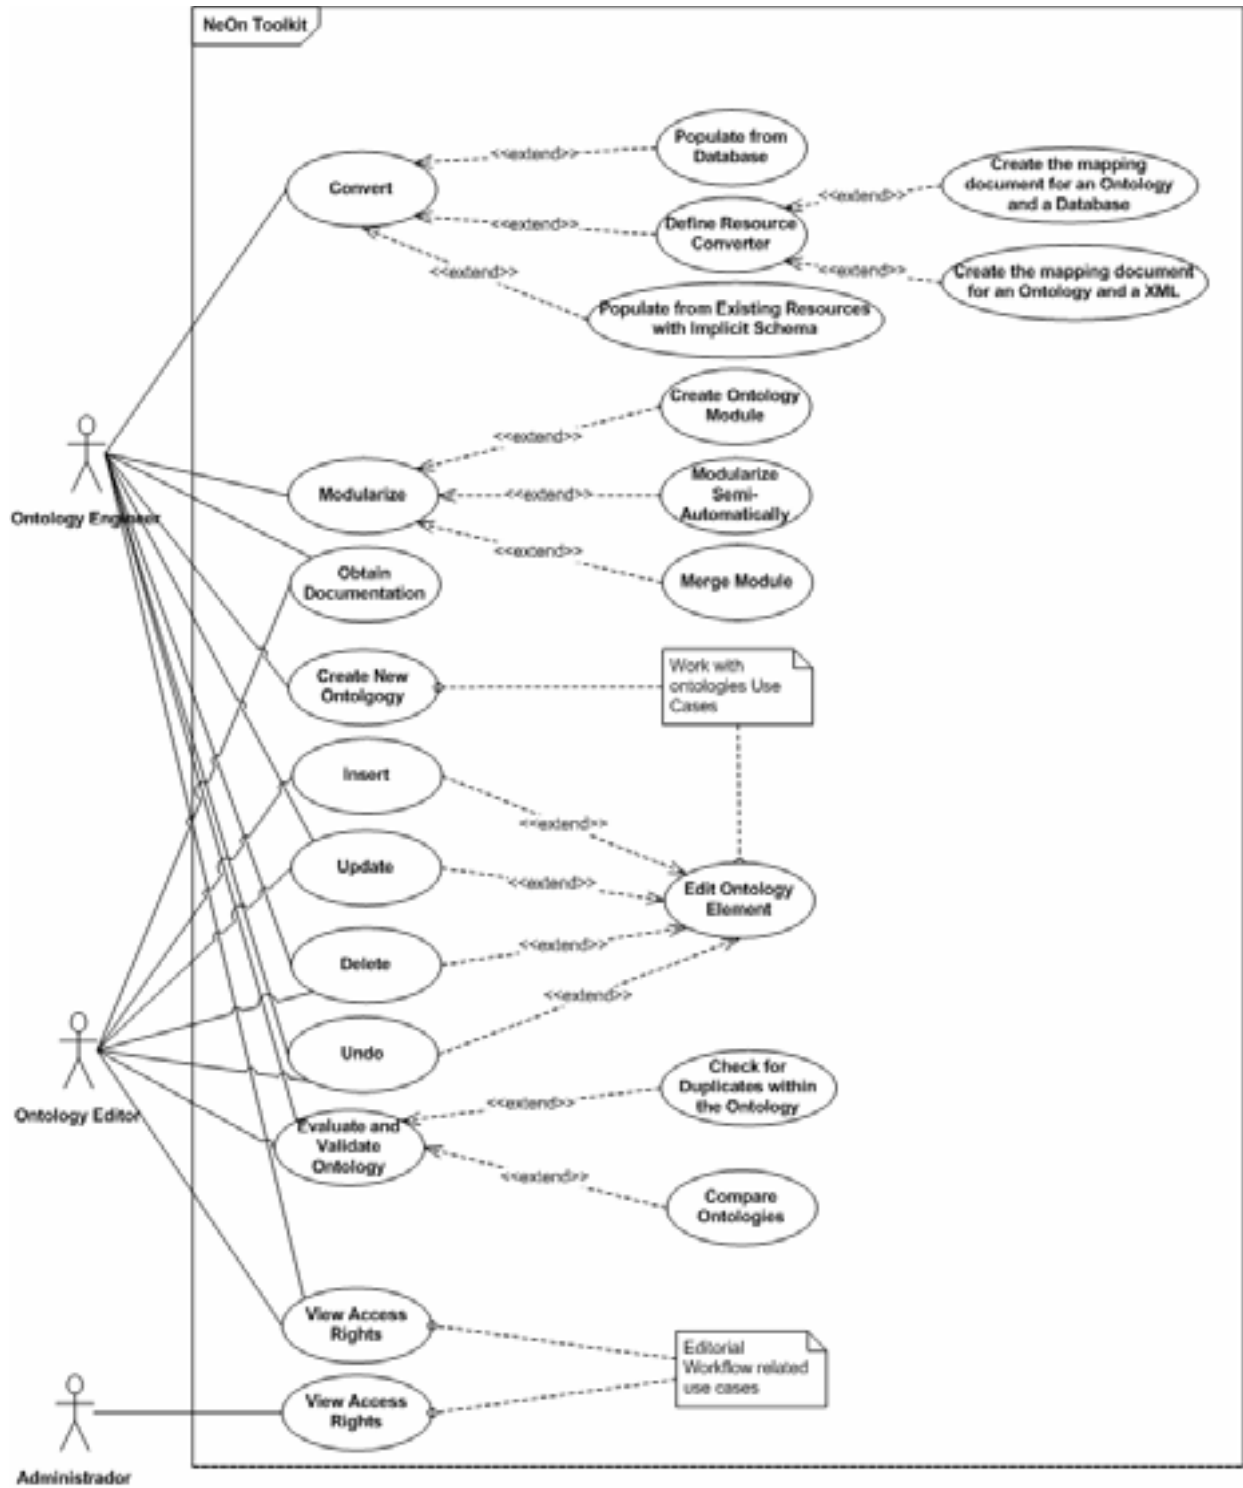 NeOn Toolkit
Populate from
Database
<<extend>>
Convert
Create the mapping
document for an Ontology
and a Database
<<extend>>
Define Resource
Converter
<<extend>>
<<extend>>
<<extend>>
Create the mapping document
for an Ontology and a XML
Populate from Existing Resources
with Implicit Schema
Create Ontology
Module
<<extend>>
Ontology Engineer
Modularize
<<extend>>
Modularize
Semi-
Automatically
<<extend>>
Merge Module
Obtain
Documentation
Create New
Ontolgogy
Work with
ontologies Use
Cases
Insert
<<extend>>
Update
<<extend>>
Edit Ontology
Element
Delete
<<extend>>
<<extend>>
Undo
Ontology Editor
Check for
Duplicates within
the Ontology
<<extend>>
Evaluate and
Validate
Ontology
<<extend>>
Compare
Ontologies
View Access
Rights
Editorial
Workflow related
use cases
View Access
Rights
Administrador